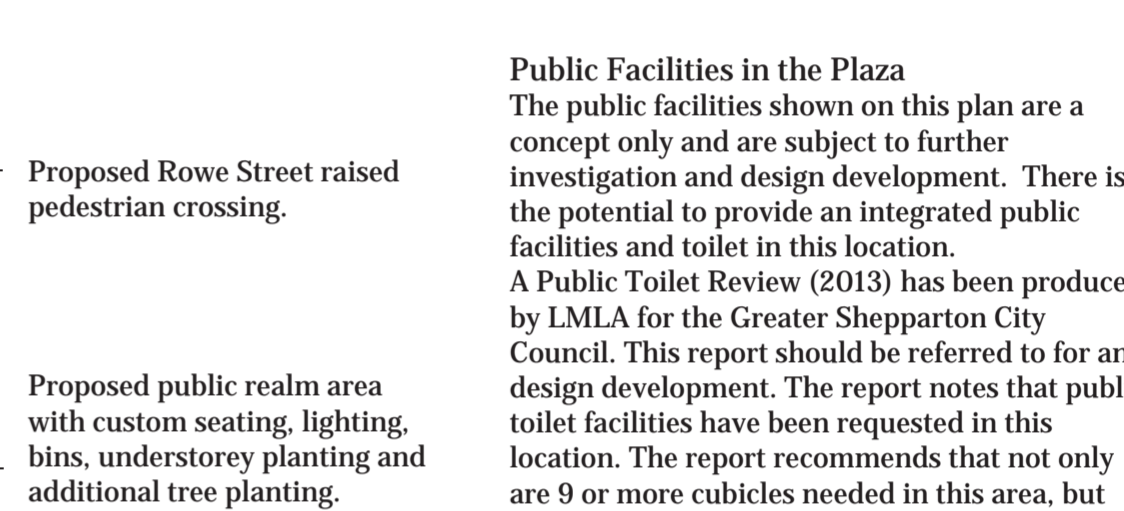 Proposed Rowe Street raised
pedestrian crossing.
Proposed public realm area
with custom seating, lighting,
bins, understorey planting and
additional tree planting.
Public Facilities in the Plaza
The public facilities shown on this plan are a
concept only and are subject to further
investigation and design development.  There is
the potential to provide an integrated public
facilities and toilet in this location.
A Public Toilet Review (2013) has been produce
by LMLA for the Greater Shepparton City
Council. This report should be referred to for an
design development. The report notes that publ
toilet facilities have been requested in this
location. The report recommends that not only
are 9 or more cubicles needed in this area, but